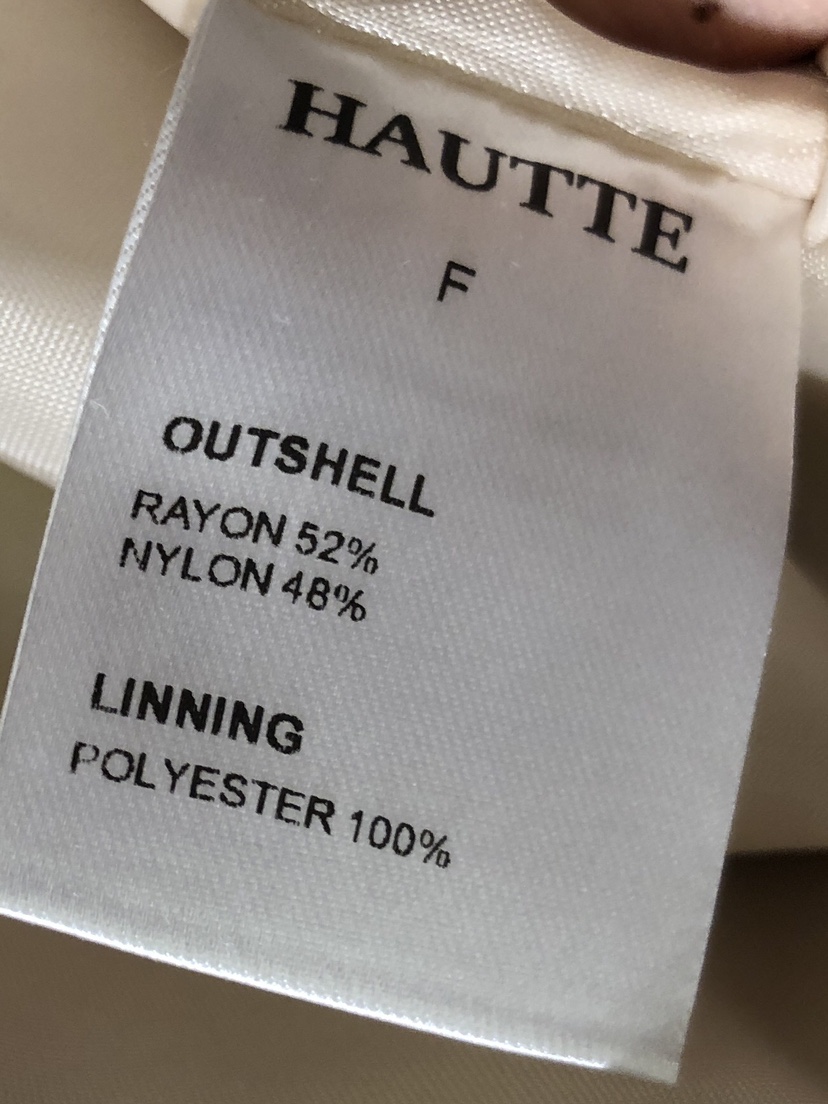 HAUTTE
F
OUTSHELL
RAYON 52%
NYLON 48%
LINNING
POLYESTER 100%